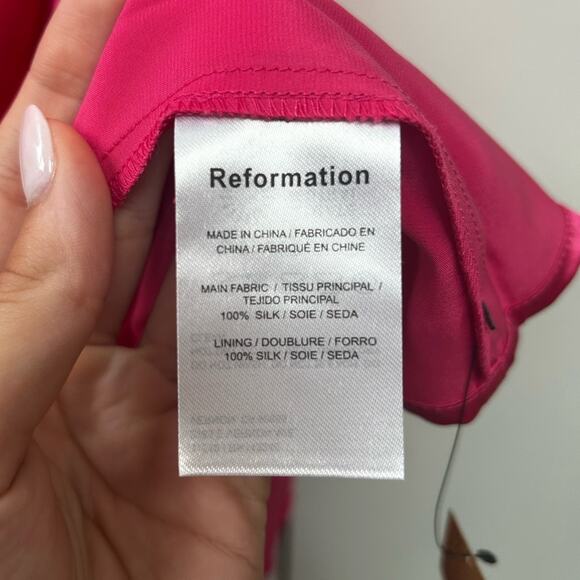 Reformation
MADE IN CHINA / FABRICADO EN
CHINA / FABRIQUÉ EN CHINE
MAIN FABRIC / TISSU PRINCIPAL /
TEJIDO PRINCIPAL
100% SILK / SOIE / SEDA
LINING / DOUBLURE / FORRO
100% SILK / SOIE / SEDA